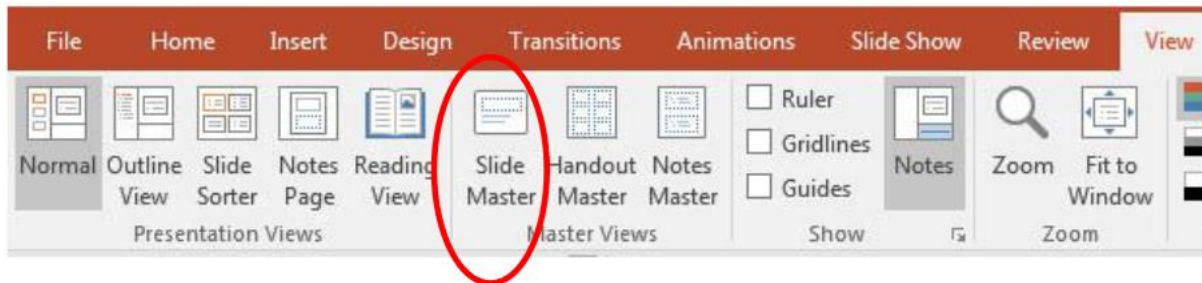 File Home Insert Design Transitions Animations Slide Show Review View
Normal
Outline View
Slide Sorter
Notes Page
Reading View
Slide Master
Handout Master
Notes Master
Ruler
Gridlines
Guides
Notes
Zoom
Fit to Window
Presentation Views Master Views Show Zoom